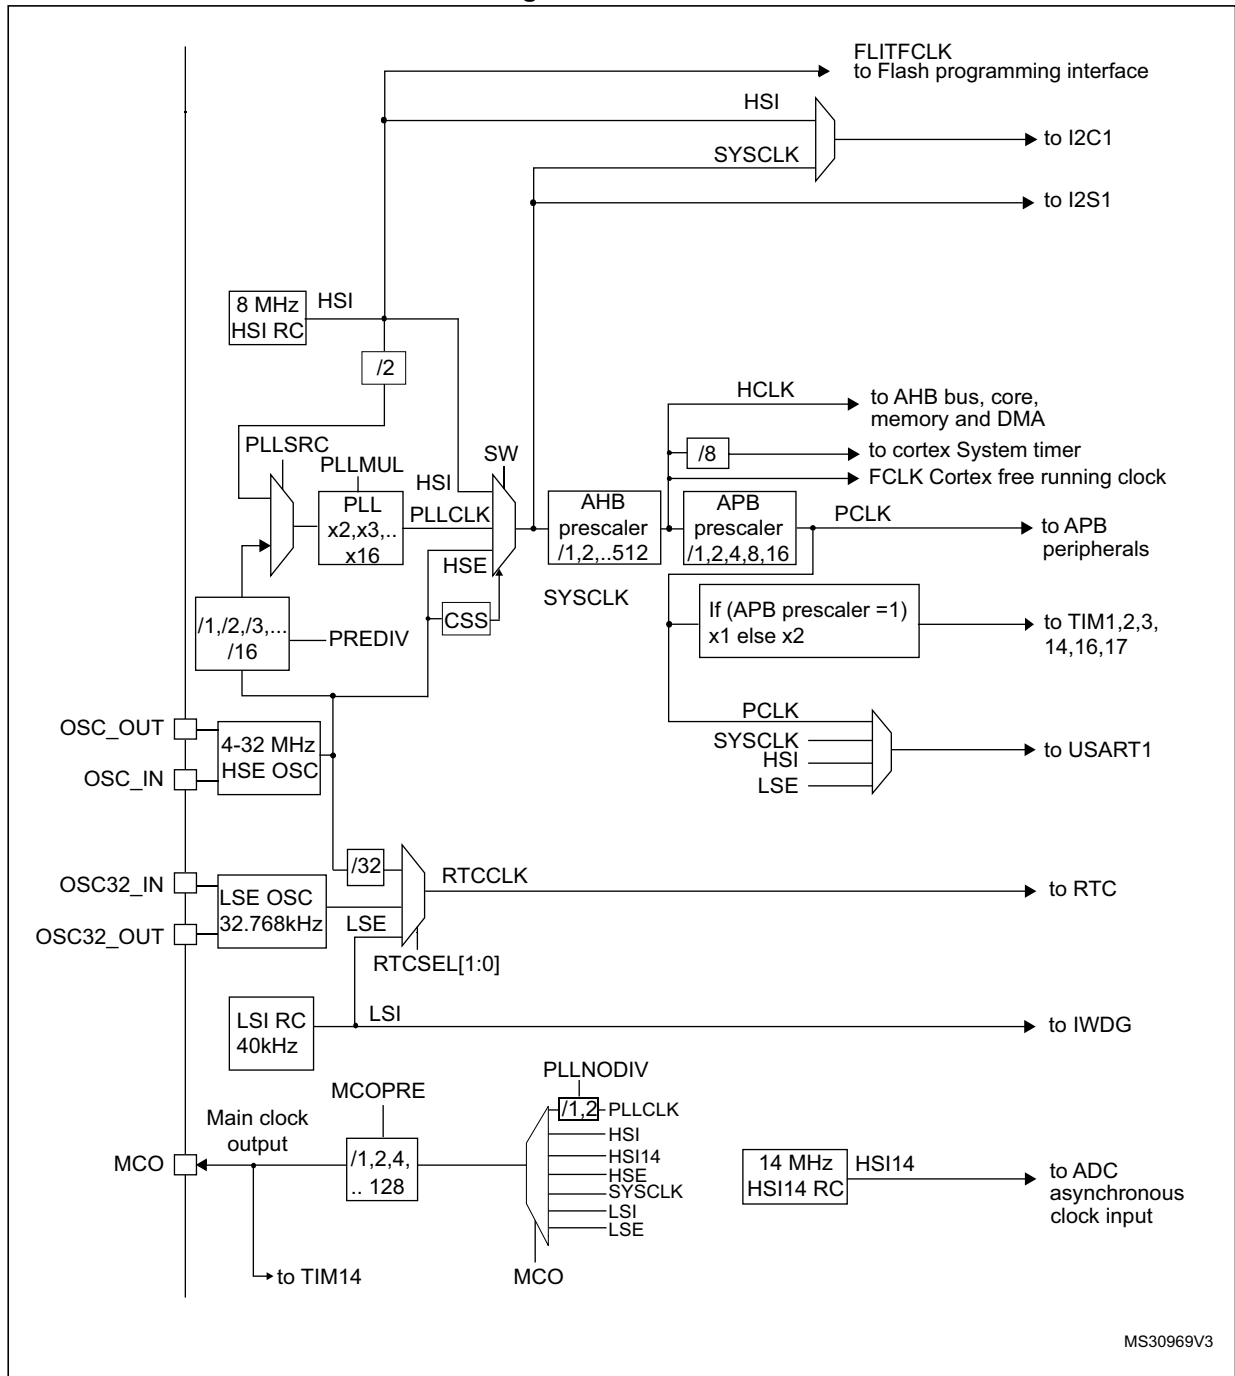 FLITFCLK
to Flash programming interface
HSI
to I2C1
SYSCLK
to I2S1
8 MHz
HSI RC
HSI
/2
HCLK
to AHB bus, core,
memory and DMA
PLLSRC
/8
to cortex System timer
PLLMUL
SW
FCLK Cortex free running clock
HSI
PLL
x2,x3,..
x16
PLLCLK
AHB
prescaler
/1,2,..512
APB
prescaler
/1,2,4,8,16
PCLK
to APB
peripherals
HSE
SYSCLK
CSS
If (APB prescaler =1)
x1 else x2
to TIM1,2,3,
14,16,17
/1,/2,/3,...
/16
PREDIV
PCLK
OSC_OUT
4-32 MHz
HSE OSC
SYSCLK
HSI
LSE
to USART1
OSC_IN
/32
OSC32_IN
RTCCLK
to RTC
LSE OSC
32.768kHz
LSE
OSC32_OUT
RTCSEL[1:0]
LSI RC
40kHz
LSI
to IWDG
PLLNODIV
MCOPRE
/1,2
PLLCLK
Main clock
output
HSI
MCO
/1,2,4,
.. 128
HSI14
HSE
SYSCLK
LSI
LSE
14 MHz
HSI14 RC
HSI14
to ADC
asynchronous
clock input
to TIM14
MCO
MS30969V3